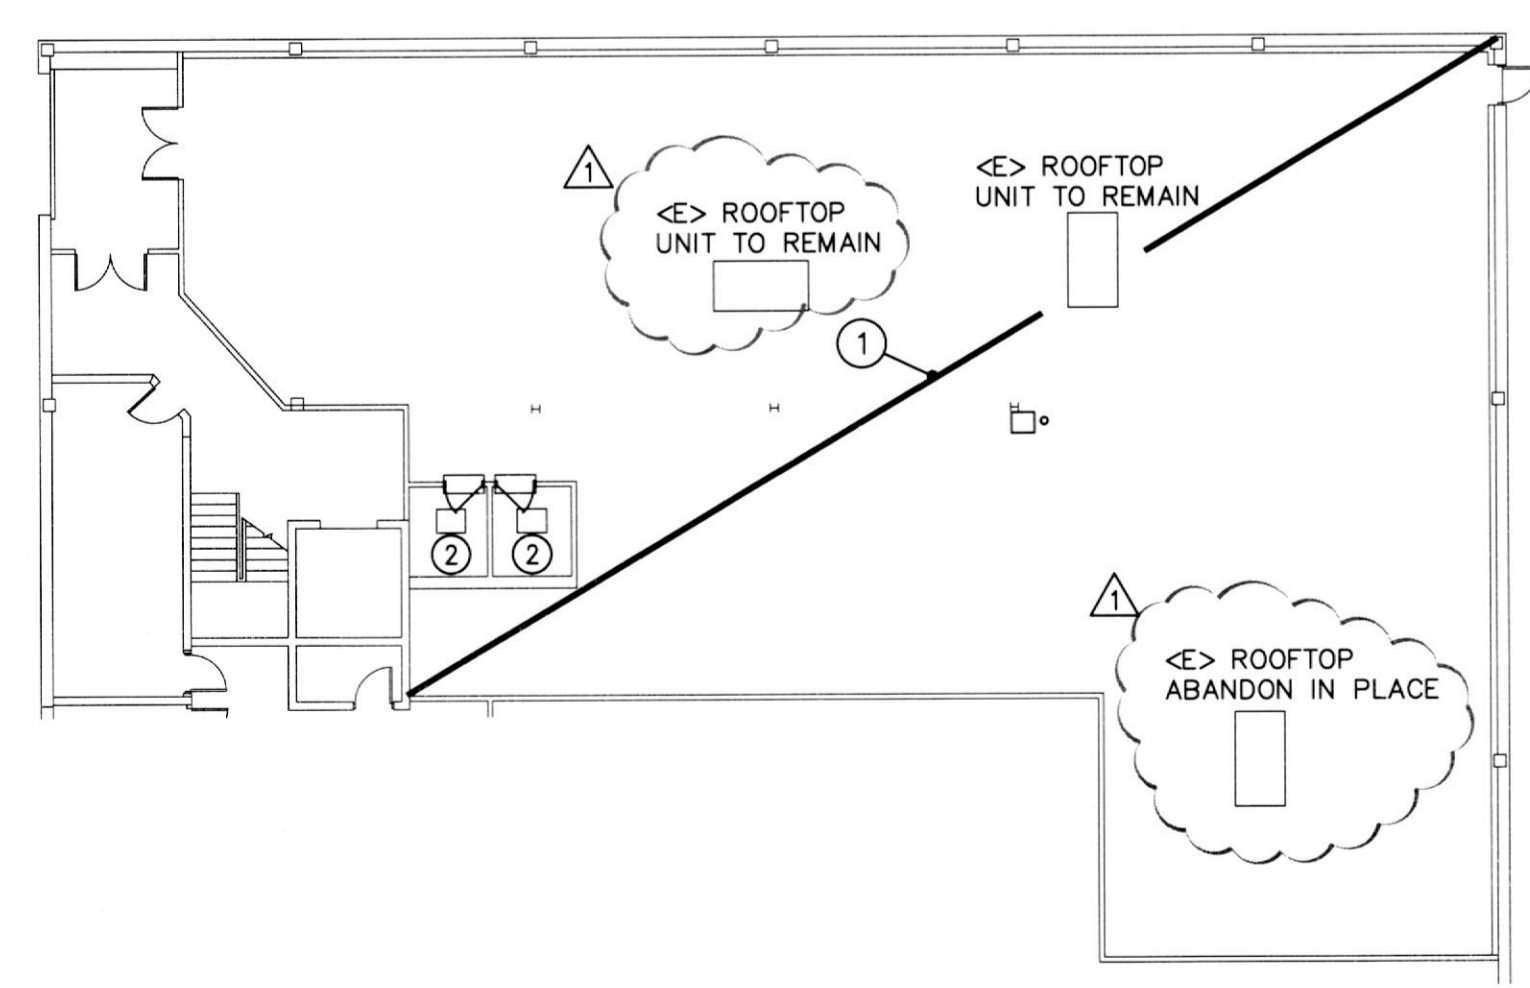 1
<E> ROOFTOP
UNIT TO REMAIN
<E> ROOFTOP
UNIT TO REMAIN
1
2
2
1
<E> ROOFTOP
ABANDON IN PLACE